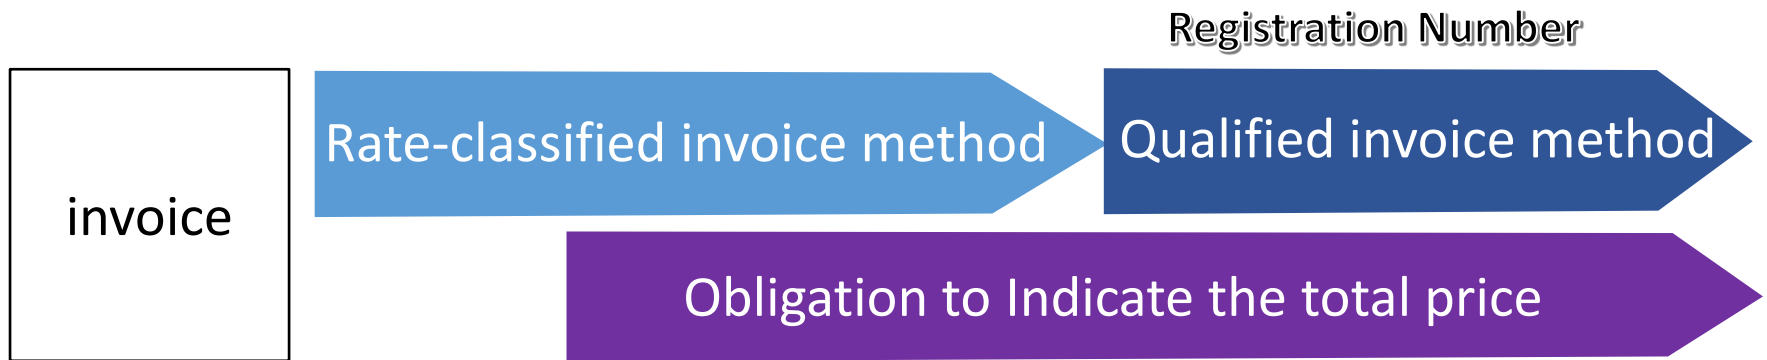 Registration Number
invoice
Rate-classified invoice method
Qualified invoice method
Obligation to Indicate the total price